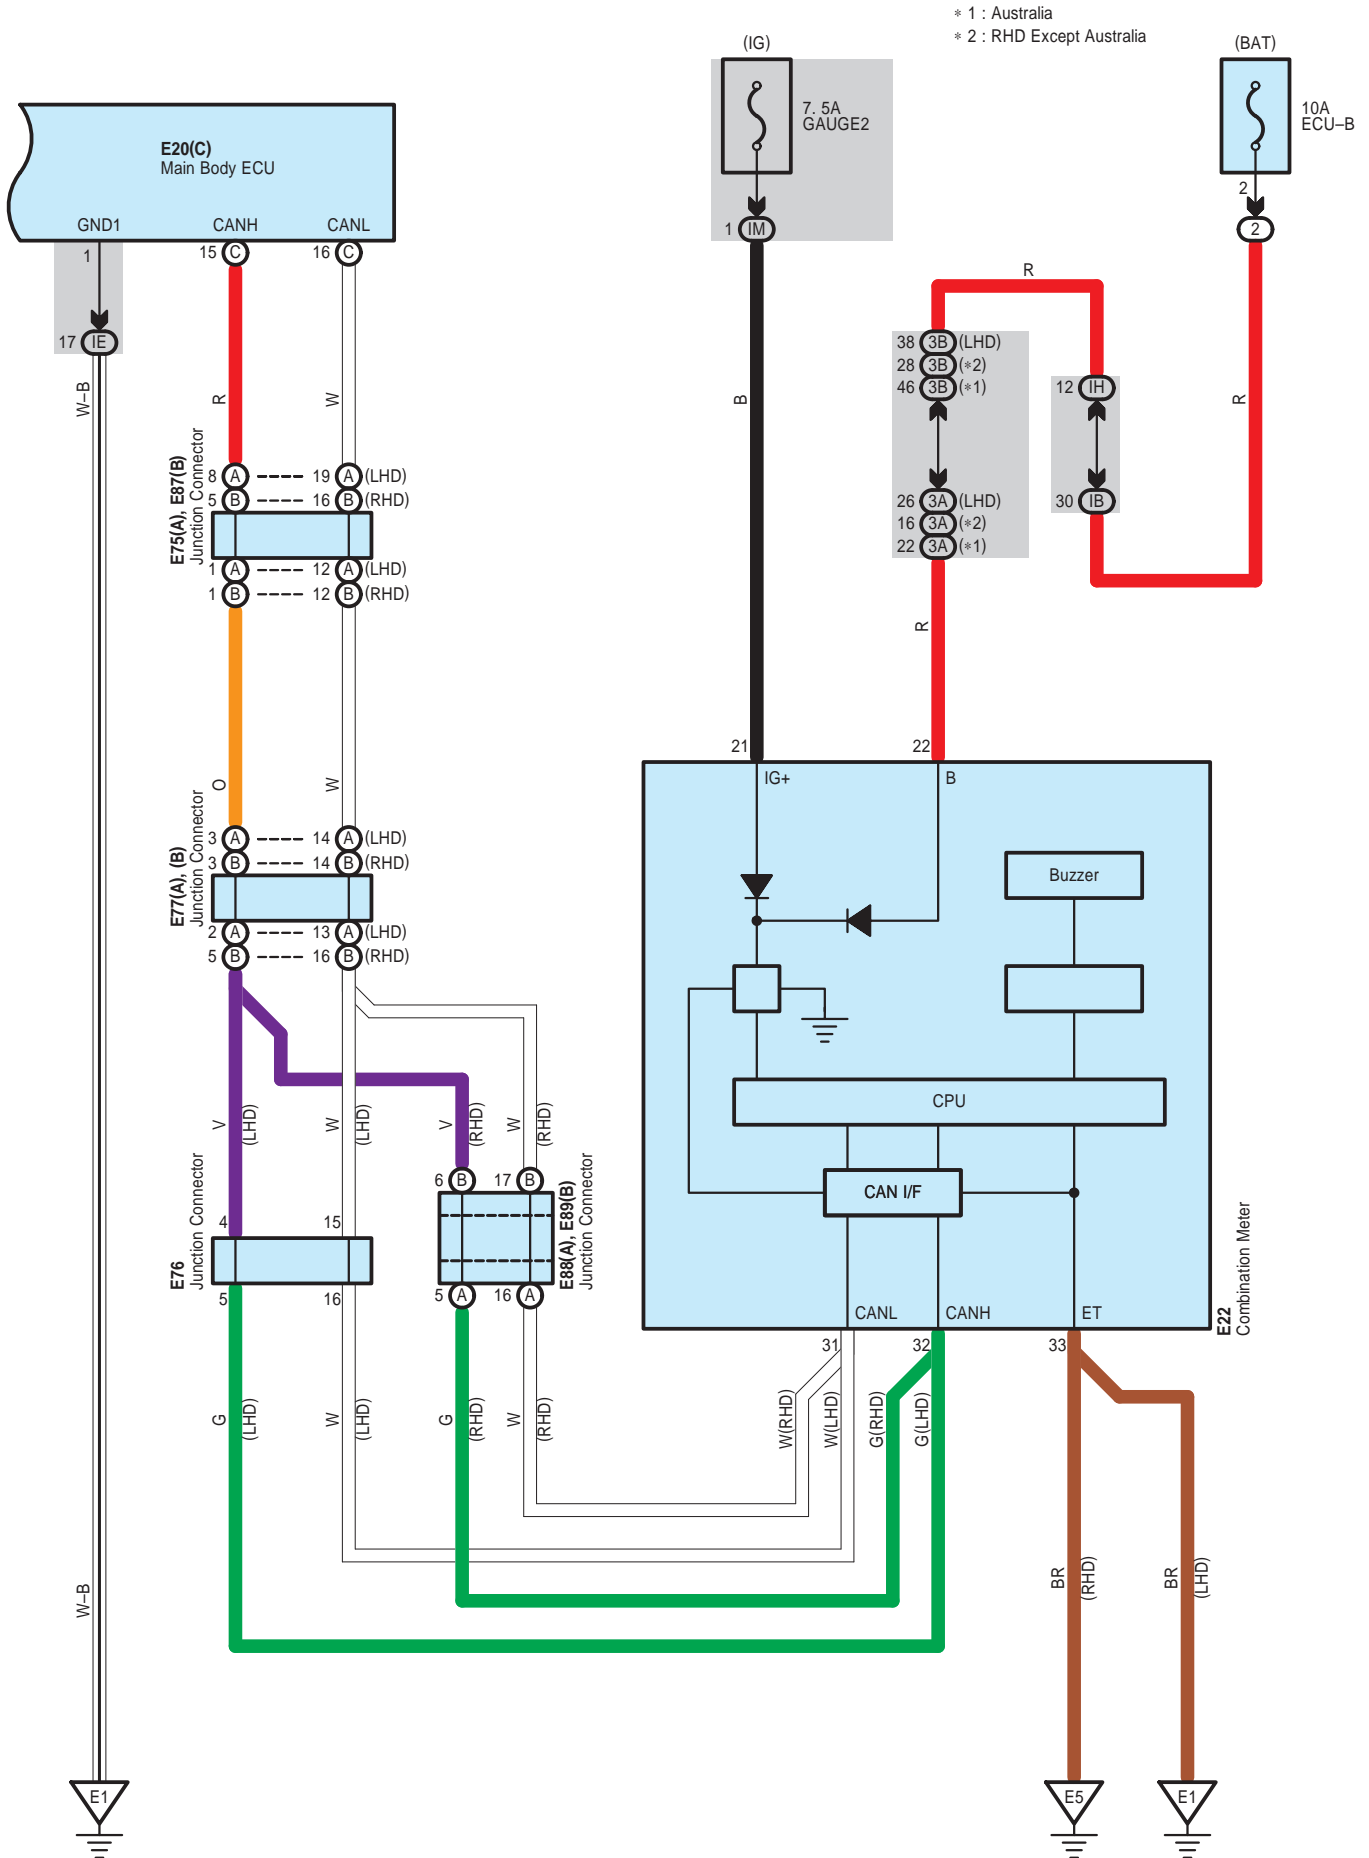 * 1 : Australia
* 2 : RHD Except Australia
(IG)
(BAT)
7. 5A
GAUGE2
10A
ECU–B
E20(C)
Main Body ECU
GND1
CANH
CANL
1
15 C
16 C
2
1 IM
2
17 IE
R
38 3B (LHD)
28 3B (*2)
46 3B (*1)
12 IH
W–B
R
W
B
R
E75(A), E87(B)
Junction Connector
8 A 19 A (LHD)
5 B 16 B (RHD)
26 3A (LHD)
16 3A (*2)
22 3A (*1)
30 IB
1 A 12 A (LHD)
1 B 12 B (RHD)
R
O
W
21
22
IG+
B
E77(A), (B)
Junction Connector
3 A 14 A (LHD)
3 B 14 B (RHD)
2 A 13 A (LHD)
5 B 16 B (RHD)
Buzzer
CPU
CAN I/F
V
(LHD)
W
(LHD)
V
(RHD)
W
(RHD)
6 B 17 B
E76
Junction Connector
4
15
5
16
E88(A), E89(B)
Junction Connector
5 A 16 A
CANL
CANH
ET
E22
Combination Meter
31
32
33
G
(LHD)
W
(LHD)
G
(RHD)
W
(RHD)
W(RHD)
W(LHD)
G(RHD)
G(LHD)
W–B
BR
(RHD)
BR
(LHD)
E1
E5
E1